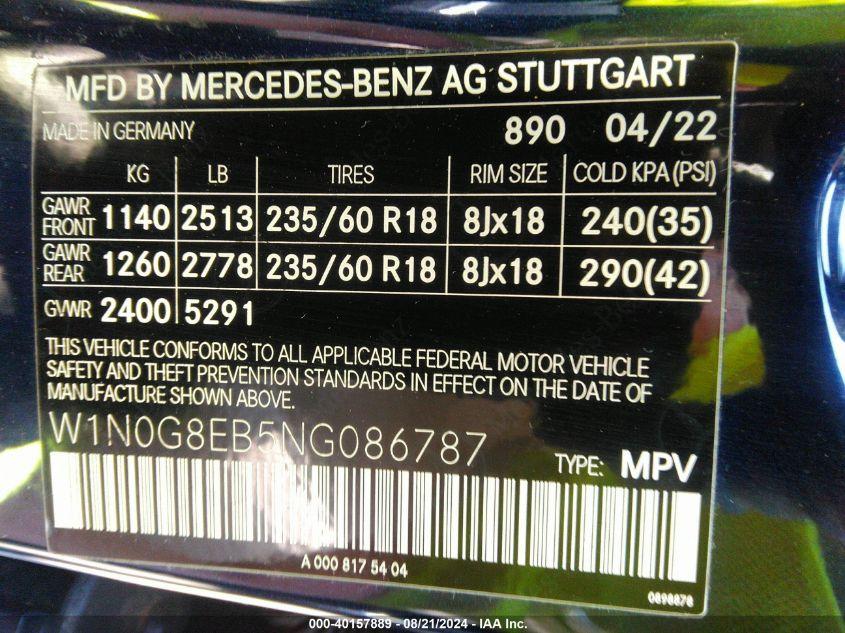 MFD BY MERCEDES-BENZ AG STUTTGART
MADE IN GERMANY 890 04/22
KG LB TIRES RIM SIZE COLD KPA (PSI)
GAWR FRONT 1140 2513 235/60 R18 8Jx18 240(35)
GAWR REAR 1260 2778 235/60 R18 8Jx18 290(42)
GVWR 2400 5291
THIS VEHICLE CONFORMS TO ALL APPLICABLE FEDERAL MOTOR VEHICLE
SAFETY AND THEFT PREVENTION STANDARDS IN EFFECT ON THE DATE OF
MANUFACTURE SHOWN ABOVE.
W1N0G8EB5NG086787
TYPE: MPV
A 000 817 54 04
0898878
000-40157889 - 08/21/2024 - IAA Inc.